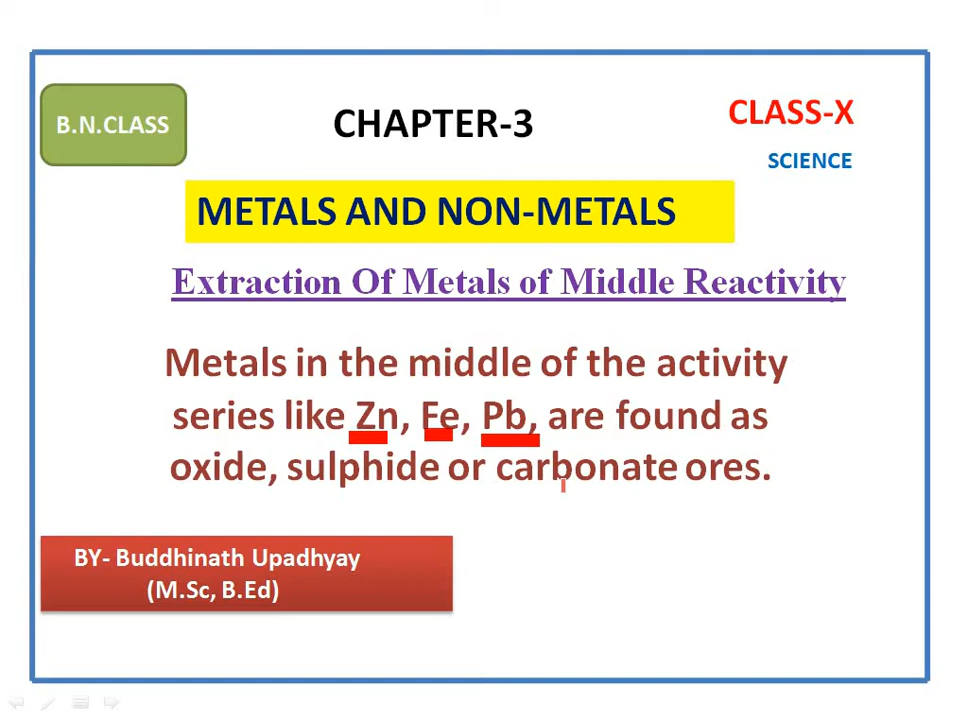 B.N.CLASS
CHAPTER-3
CLASS-X
SCIENCE
METALS AND NON-METALS
Extraction Of Metals of Middle Reactivity
Metals in the middle of the activity
series like Zn, Fe, Pb, are found as
oxide, sulphide or carbonate ores.
BY- Buddhinath Upadhyay
(M.Sc, B.Ed)